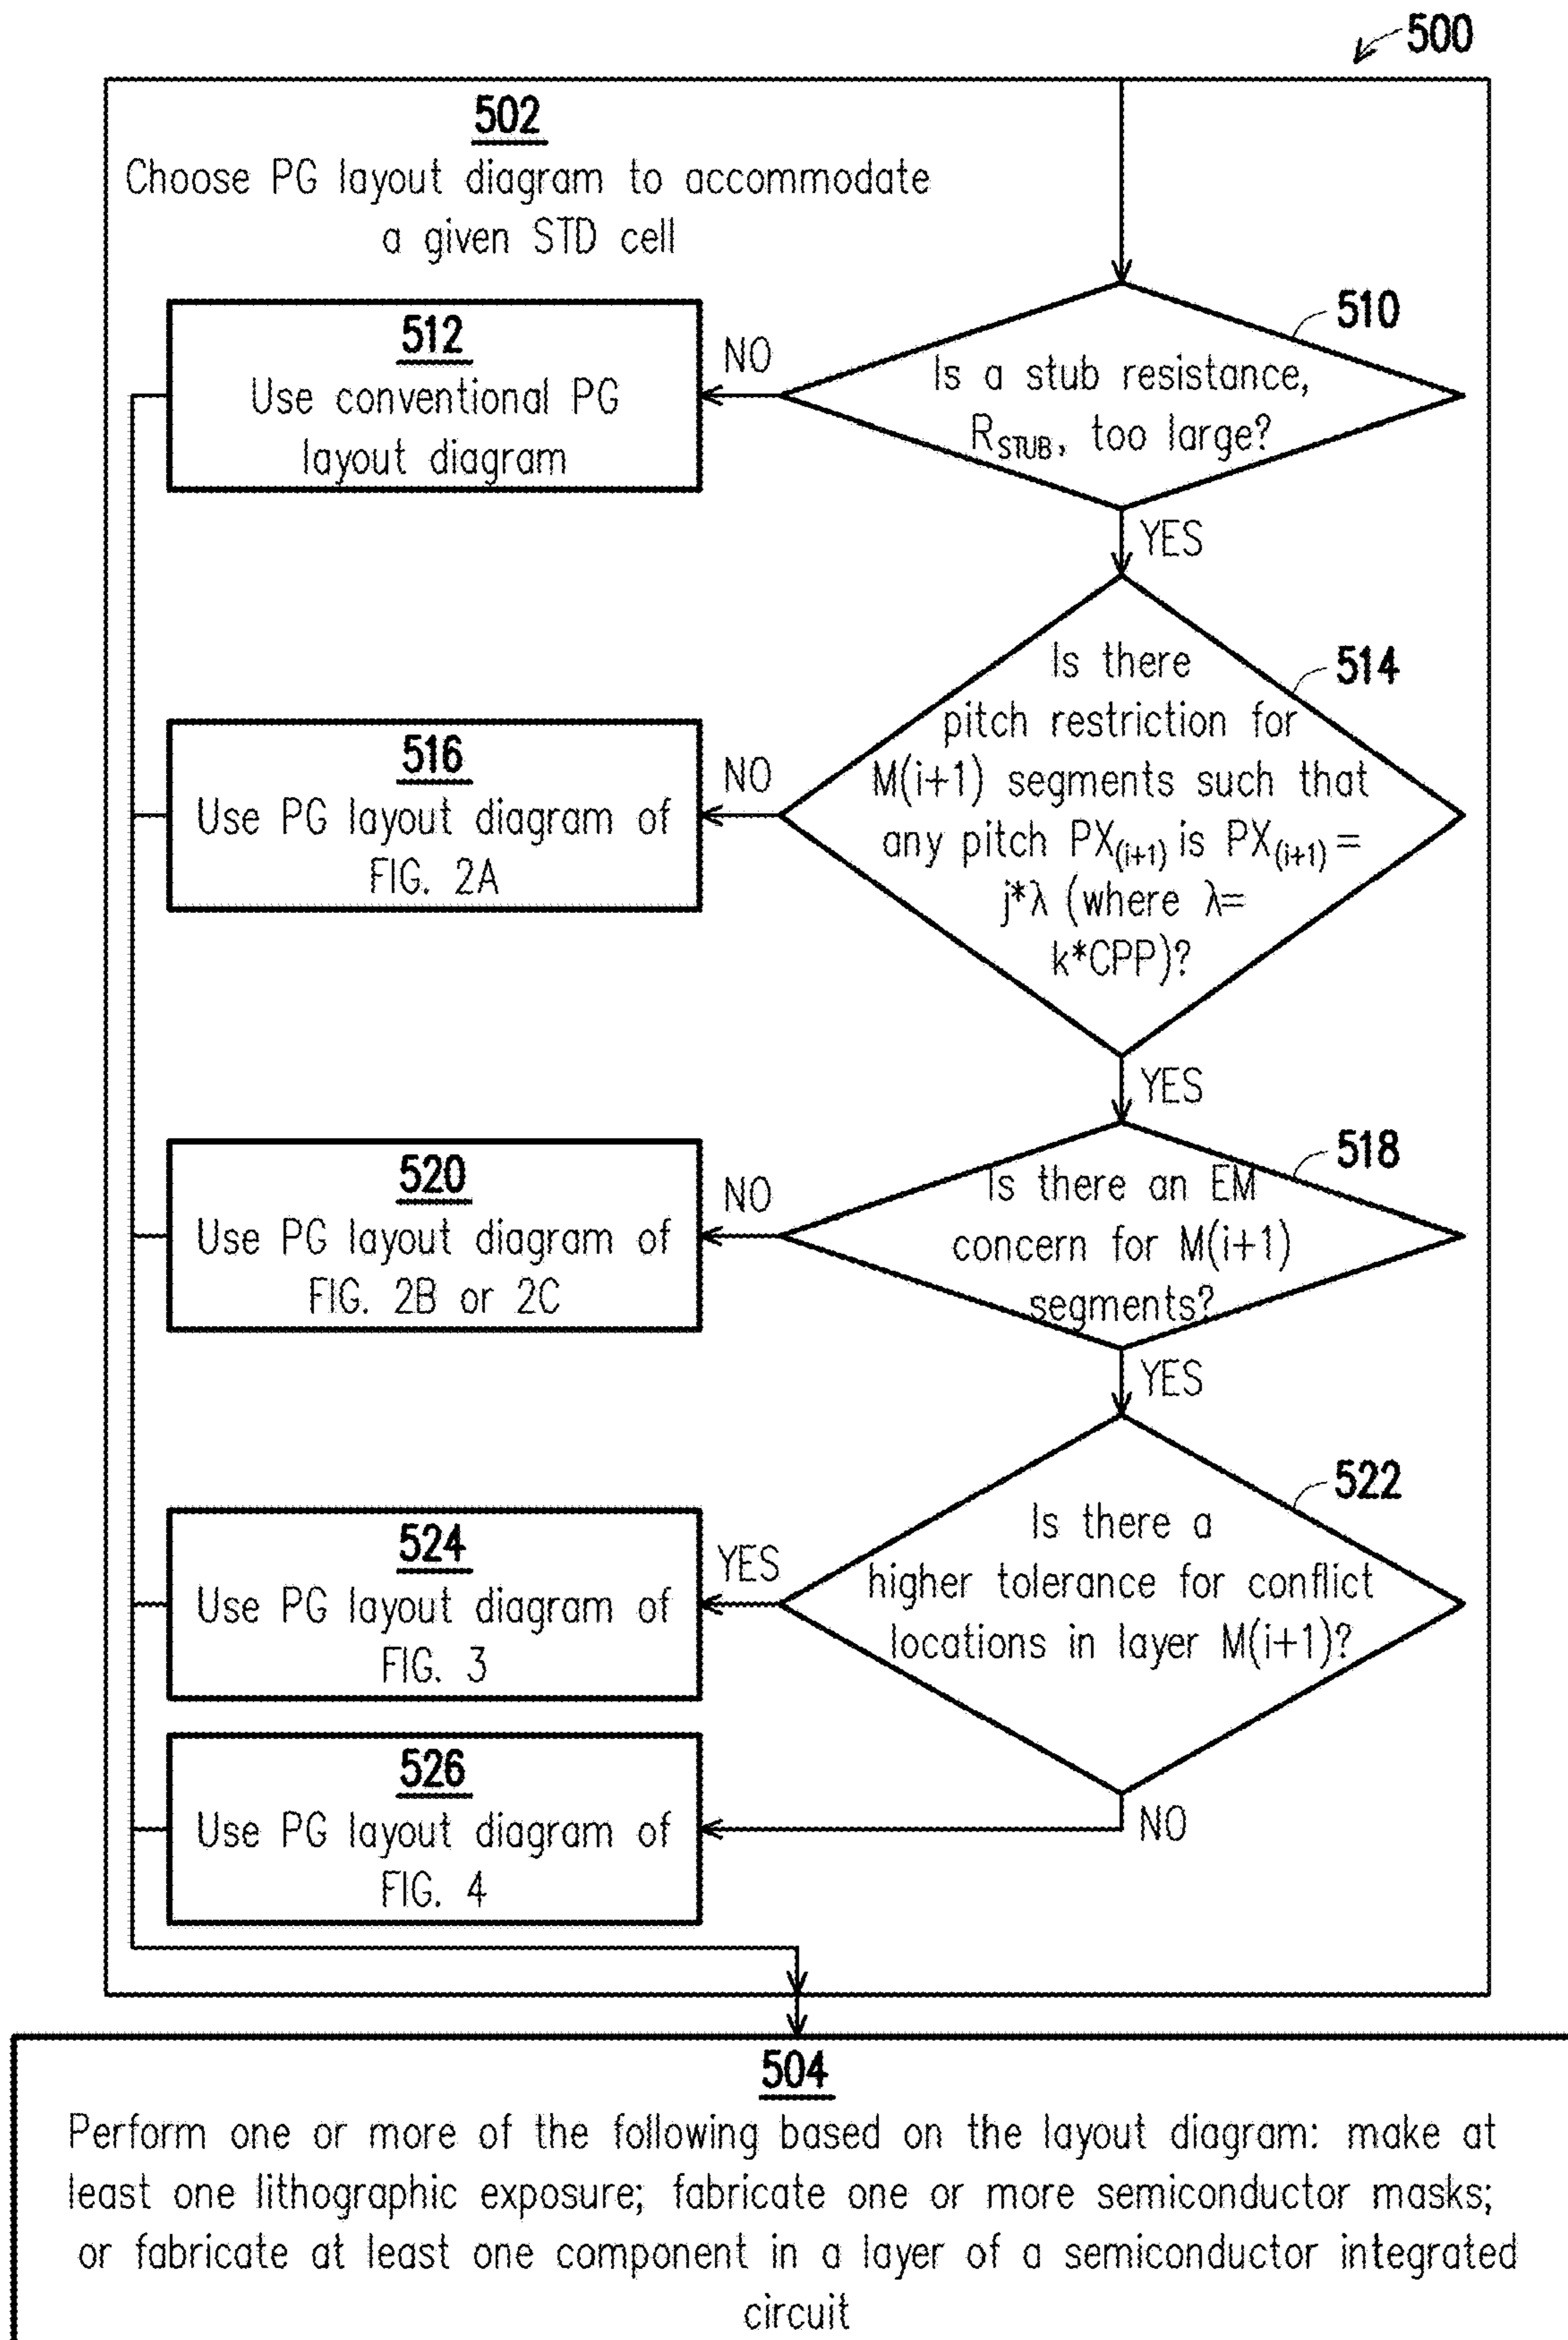 500
502
Choose PG layout diagram to accommodate
a given STD cell
510
Is a stub resistance,
R_STUB, too large?
NO
512
Use conventional PG
layout diagram
YES
514
Is there
pitch restriction for
M(i+1) segments such that
any pitch PX(i+1) is PX(i+1) =
j*λ (where λ=
k*CPP)?
NO
516
Use PG layout diagram of
FIG. 2A
YES
518
Is there an EM
concern for M(i+1)
segments?
NO
520
Use PG layout diagram of
FIG. 2B or 2C
YES
522
Is there a
higher tolerance for conflict
locations in layer M(i+1)?
YES
524
Use PG layout diagram of
FIG. 3
NO
526
Use PG layout diagram of
FIG. 4
504
Perform one or more of the following based on the layout diagram: make at
least one lithographic exposure; fabricate one or more semiconductor masks;
or fabricate at least one component in a layer of a semiconductor integrated
circuit